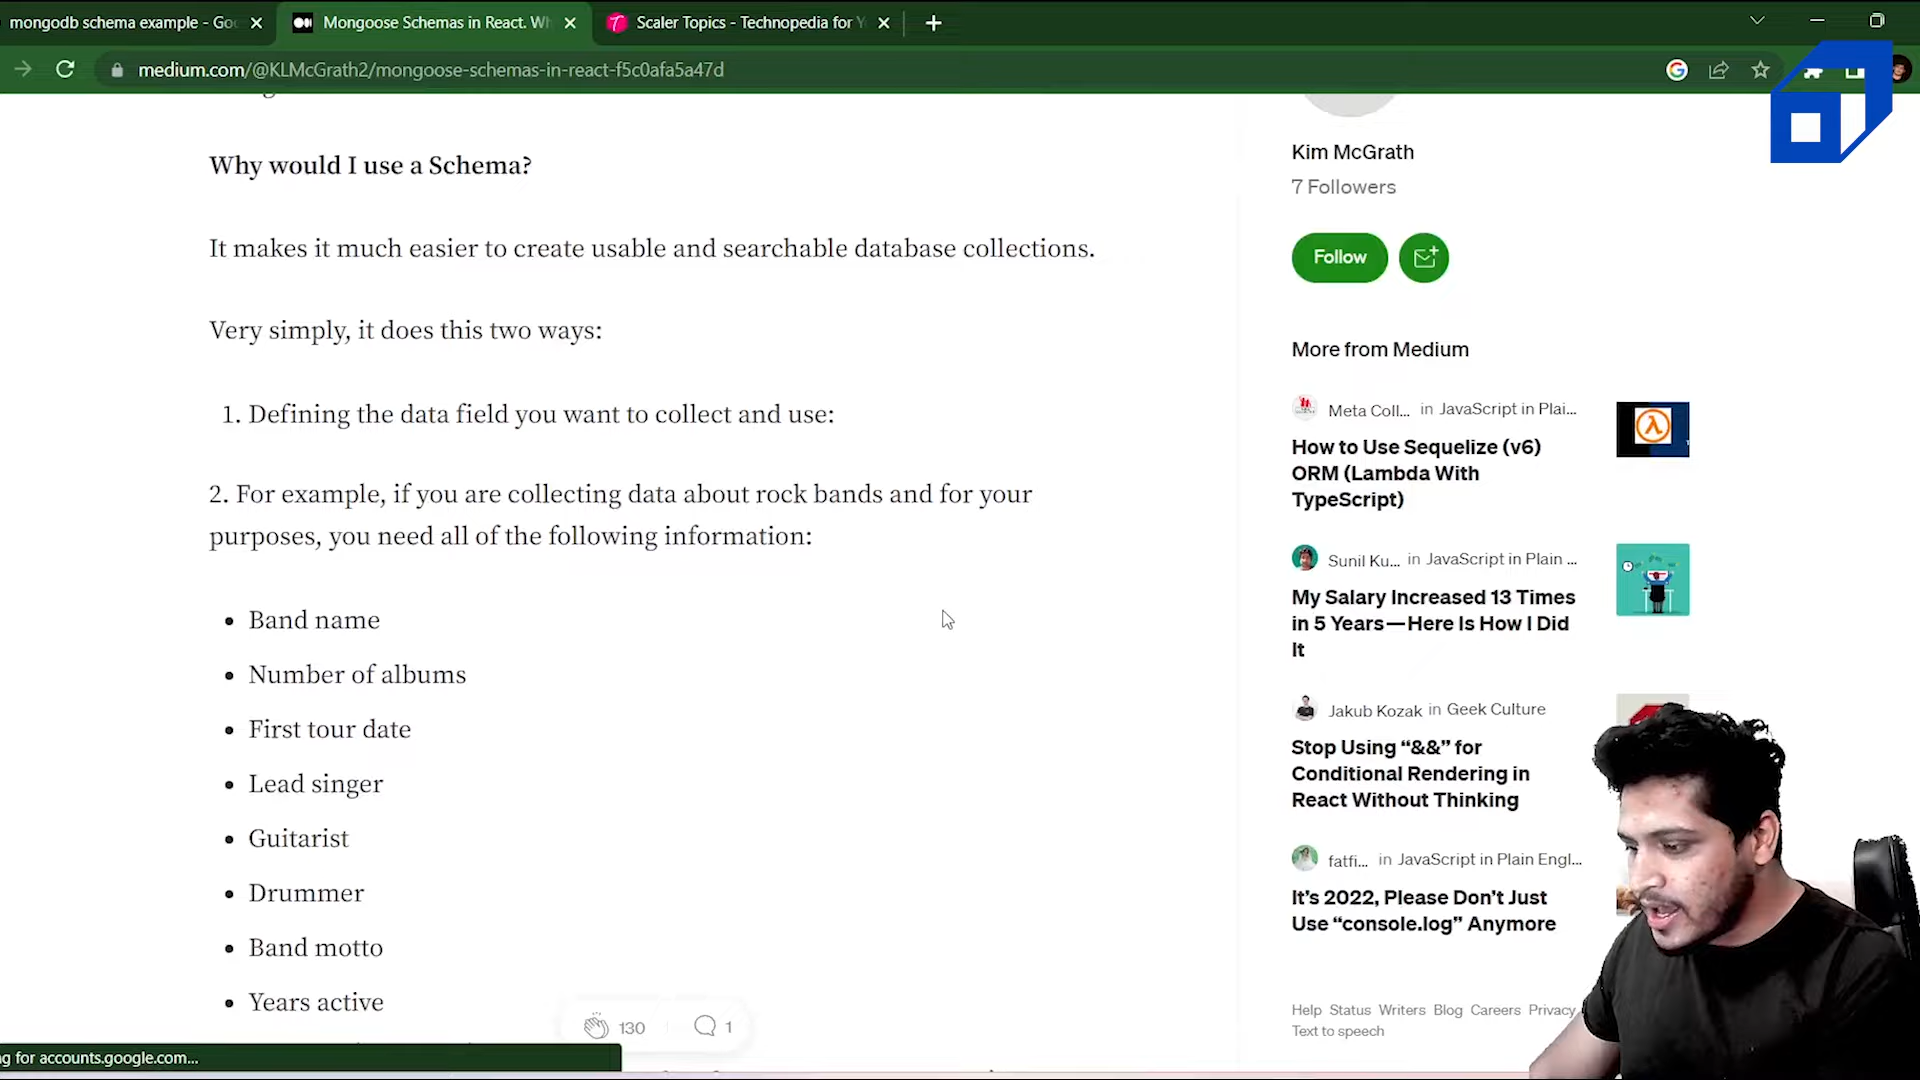 mongodb schema example - Goo
Mongoose Schemas in React. Wh
Scaler Topics - Technopedia for Y
medium.com/@KLMcGrath2/mongoose-schemas-in-react-f5c0afa5a47d
Why would I use a Schema?
It makes it much easier to create usable and searchable database collections.
Very simply, it does this two ways:
1. Defining the data field you want to collect and use:
2. For example, if you are collecting data about rock bands and for your
purposes, you need all of the following information:
• Band name
• Number of albums
• First tour date
• Lead singer
• Guitarist
• Drummer
• Band motto
• Years active
130
1
ng for accounts.google.com...
Kim McGrath
7 Followers
Follow
More from Medium
Meta Coll... in JavaScript in Plai...
How to Use Sequelize (v6)
ORM (Lambda With
TypeScript)
Sunil Ku... in JavaScript in Plain ...
My Salary Increased 13 Times
in 5 Years—Here Is How I Did
It
Jakub Kozak in Geek Culture
Stop Using “&&” for
Conditional Rendering in
React Without Thinking
fatfi... in JavaScript in Plain Engl...
It’s 2022, Please Don’t Just
Use “console.log” Anymore
Help Status Writers Blog Careers Privacy
Text to speech